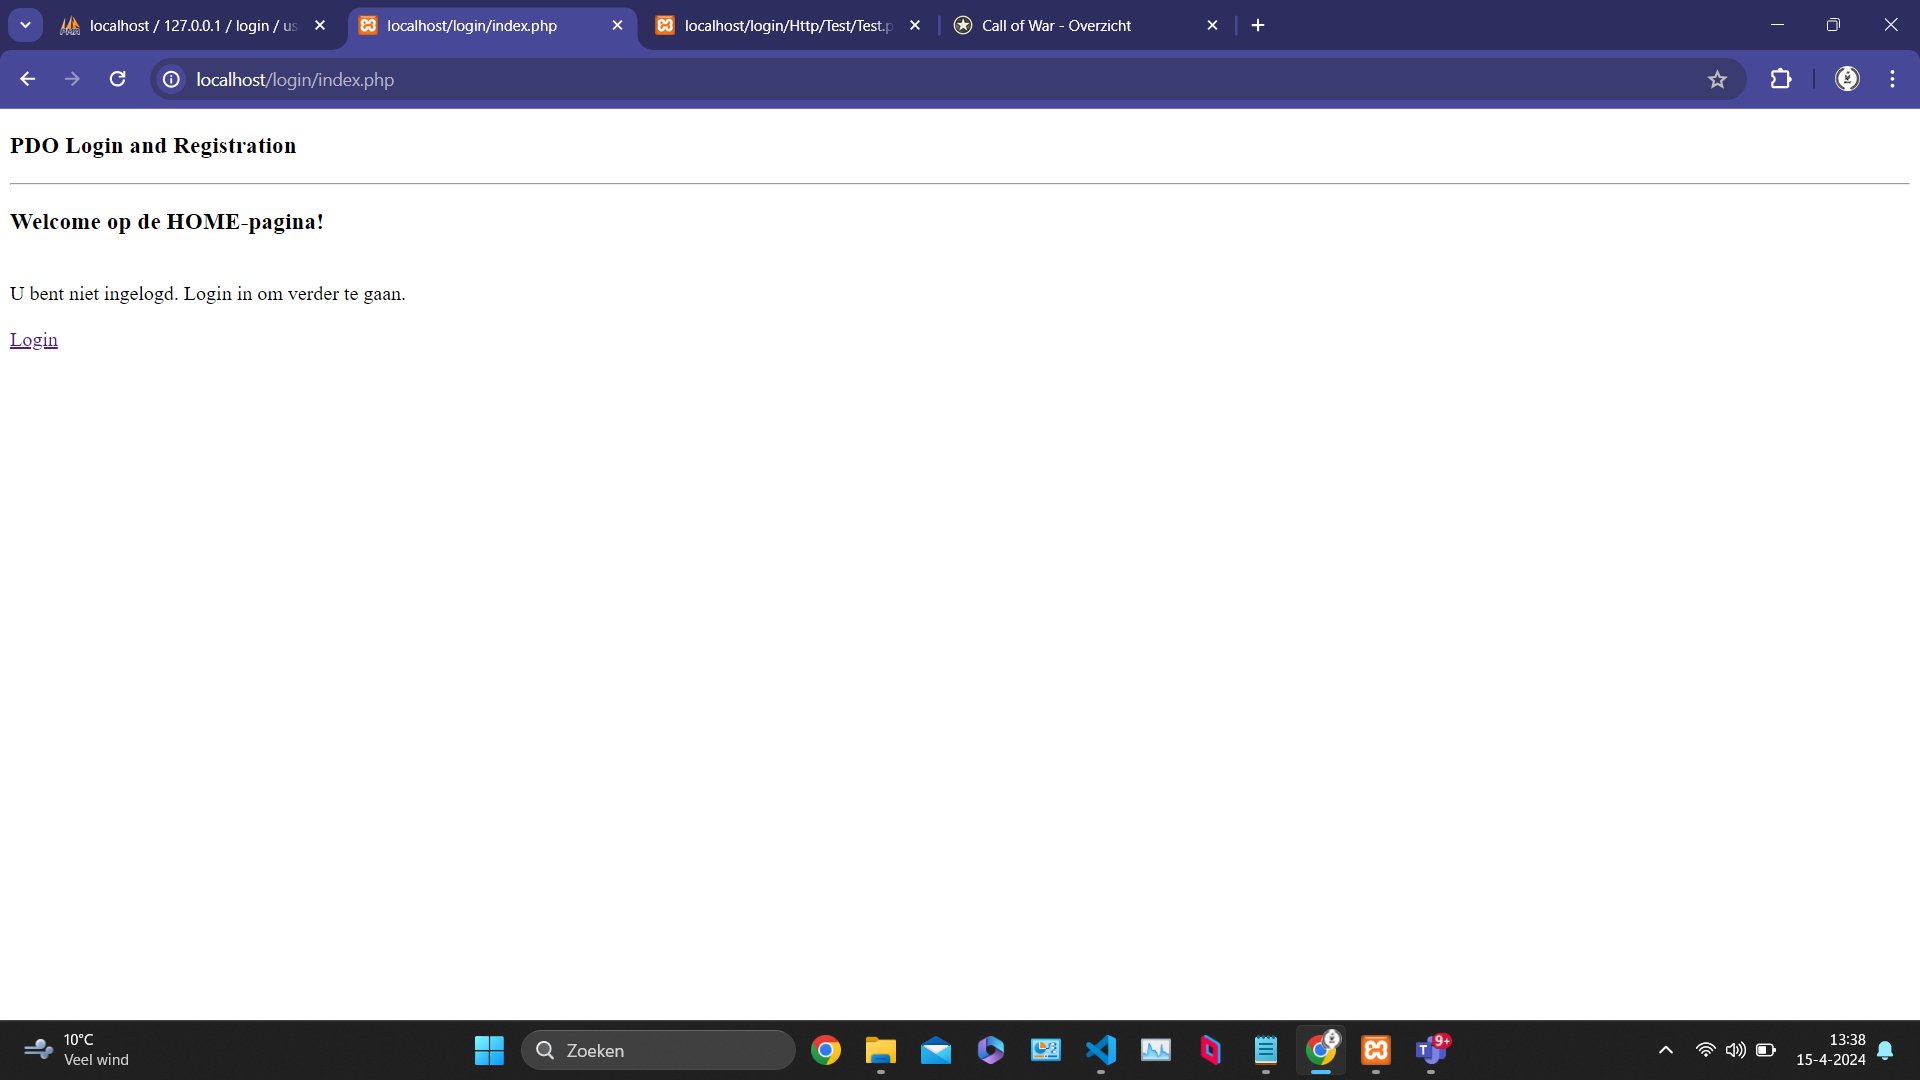 localhost / 127.0.0.1 / login / us
localhost/login/index.php
localhost/login/Http/Test/Test.p
Call of War - Overzicht
localhost/login/index.php
PDO Login and Registration
Welcome op de HOME-pagina!
U bent niet ingelogd. Login in om verder te gaan.
Login
10°C
Veel wind
Zoeken
9+
13:38
15-4-2024